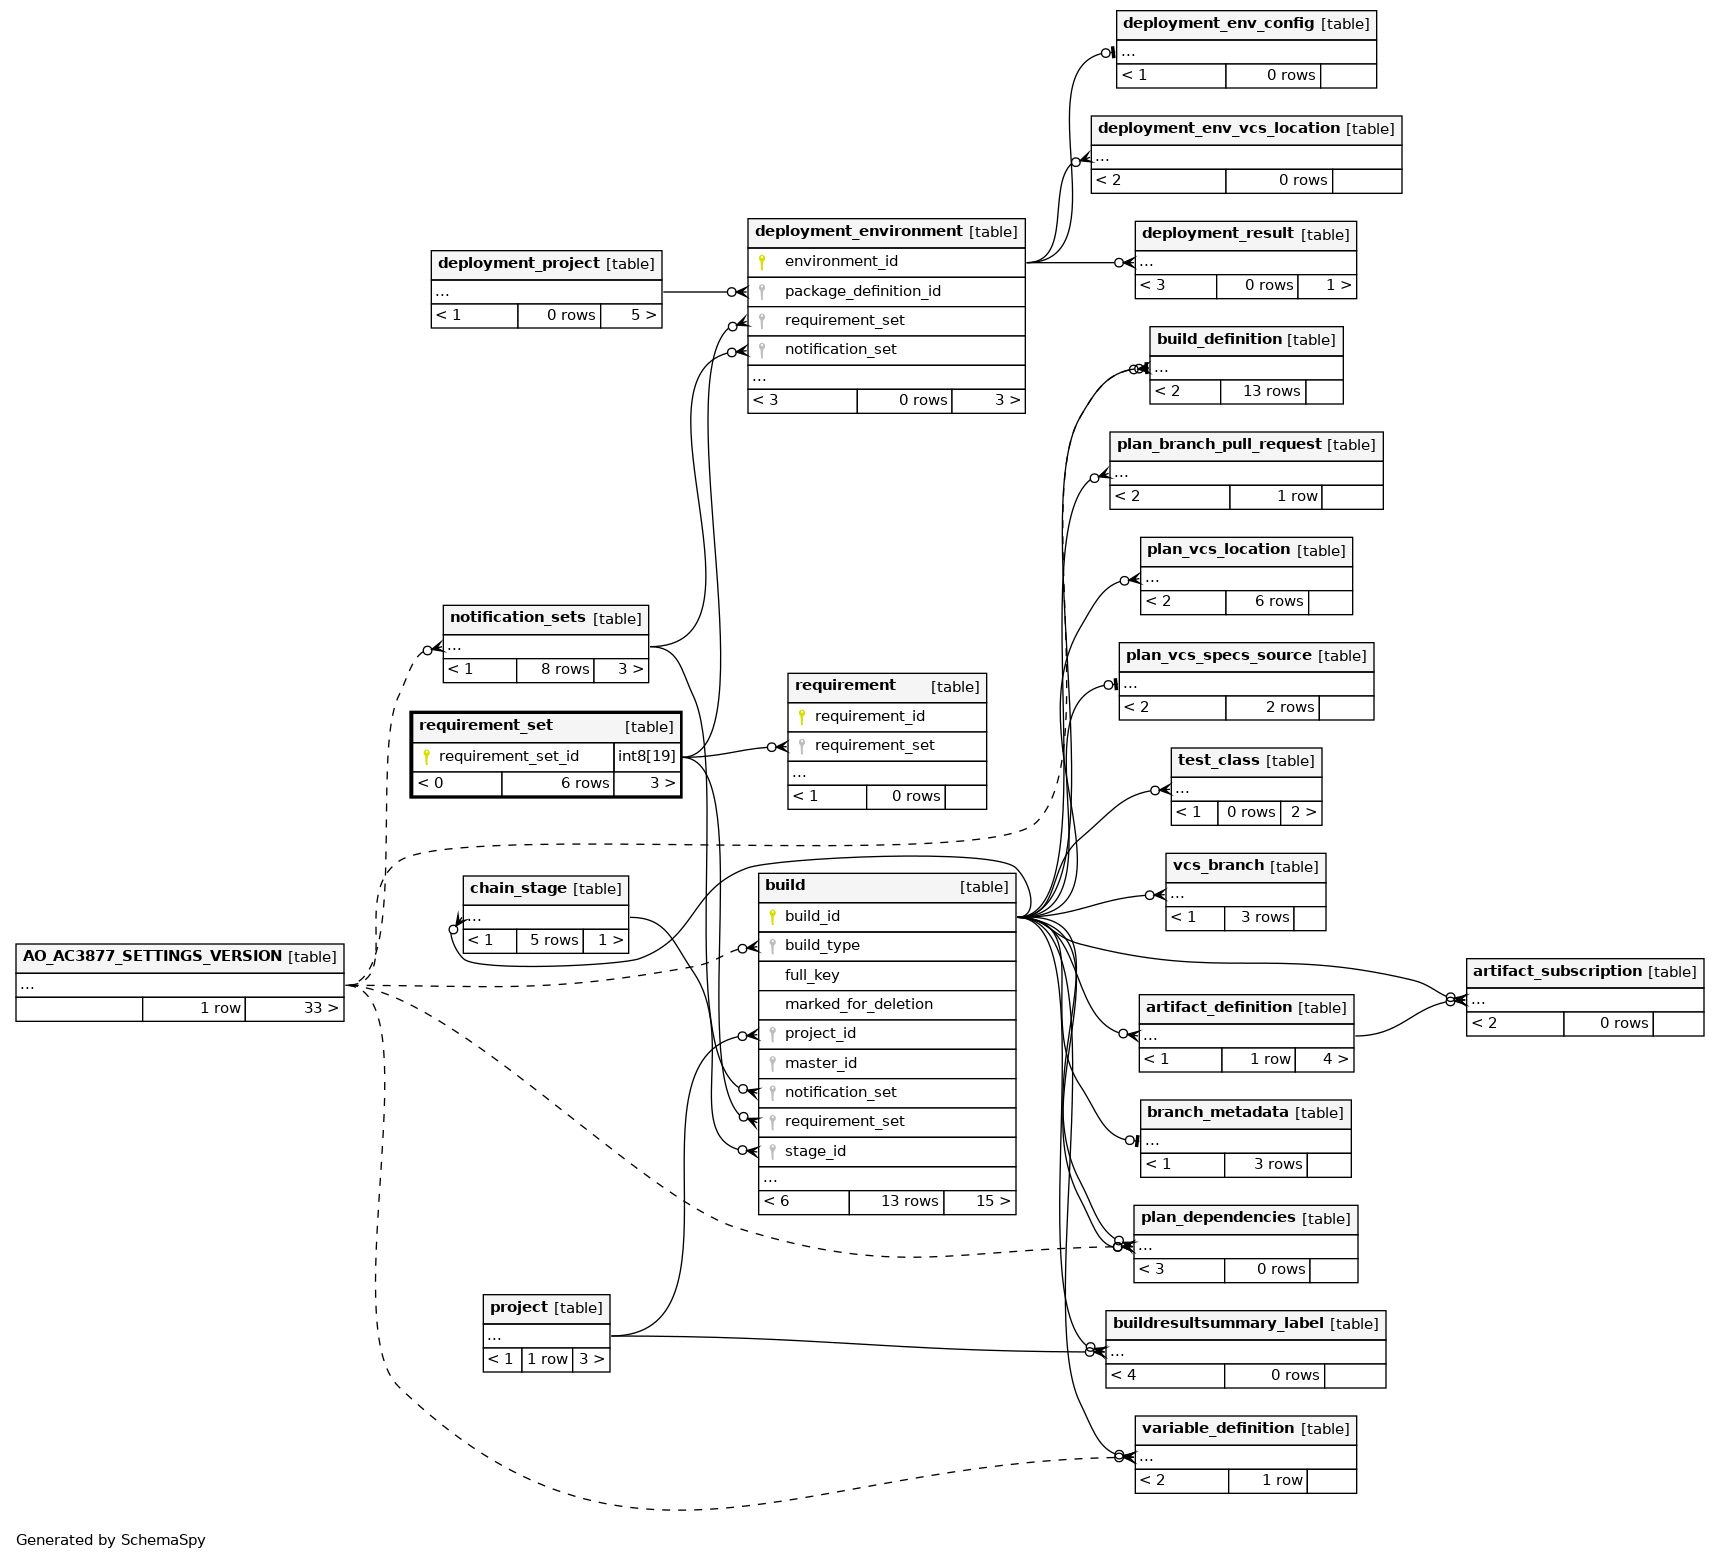 deployment_env_config [table]
...
< 1 0 rows
deployment_env_vcs_location [table]
...
< 2 0 rows
deployment_environment [table]
environment_id
package_definition_id
requirement_set
notification_set
...
< 3 0 rows 3 >
deployment_result [table]
...
< 3 0 rows 1 >
deployment_project [table]
...
< 1 0 rows 5 >
build_definition [table]
...
< 2 13 rows
plan_branch_pull_request [table]
...
< 2 1 row
plan_vcs_location [table]
...
< 2 6 rows
notification_sets [table]
...
< 1 8 rows 3 >
plan_vcs_specs_source [table]
...
< 2 2 rows
requirement [table]
requirement_id
requirement_set
...
< 1 0 rows
requirement_set [table]
requirement_set_id int8[19]
< 0 6 rows 3 >
test_class [table]
...
< 1 0 rows 2 >
vcs_branch [table]
...
< 1 3 rows
chain_stage [table]
...
< 1 5 rows 1 >
build [table]
build_id
build_type
full_key
marked_for_deletion
project_id
master_id
notification_set
requirement_set
stage_id
...
< 6 13 rows 15 >
AO_AC3877_SETTINGS_VERSION [table]
...
1 row 33 >
artifact_subscription [table]
...
< 2 0 rows
artifact_definition [table]
...
< 1 1 row 4 >
branch_metadata [table]
...
< 1 3 rows
plan_dependencies [table]
...
< 3 0 rows
project [table]
...
< 1 1 row 3 >
buildresultsummary_label [table]
...
< 4 0 rows
variable_definition [table]
...
< 2 1 row
Generated by SchemaSpy